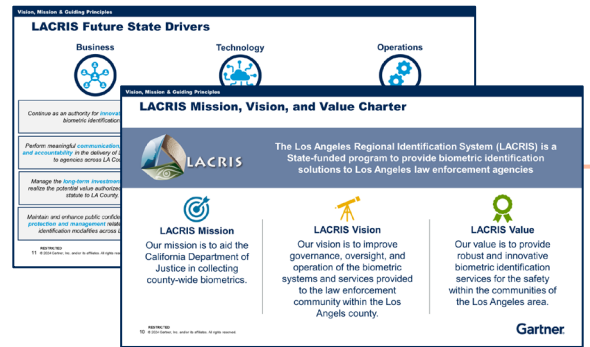 Vision, Mission & Guiding Principles
LACRIS Future State Drivers
Business
Technology
Operations
Continue as an authority for
biometric identification
Perform meaningful communication,
and accountability in the delivery of
to agencies across LA
Manage the long-term
realize the potential value authorized
statute to LA County.
Maintain and enhance public
protection and management
identification modalities across
RESTRICTED
11 © 2024 Gartner, Inc. and/or its affiliates. All rights
Vision, Mission & Guiding Principles
LACRIS Mission, Vision, and Value Charter
LACRIS
The Los Angeles Regional Identification System (LACRIS) is a
State-funded program to provide biometric identification
solutions to Los Angeles law enforcement agencies
LACRIS Mission
Our mission is to aid the
California Department of
Justice in collecting
county-wide biometrics.
LACRIS Vision
Our vision is to improve
governance, oversight, and
operation of the biometric
systems and services provided
to the law enforcement
community within the Los
Angels county.
LACRIS Value
Our value is to provide
robust and innovative
biometric identification
services for the safety
within the communities of
the Los Angeles area.
RESTRICTED
10 © 2024 Gartner, Inc. and/or its affiliates. All rights reserved.
Gartner